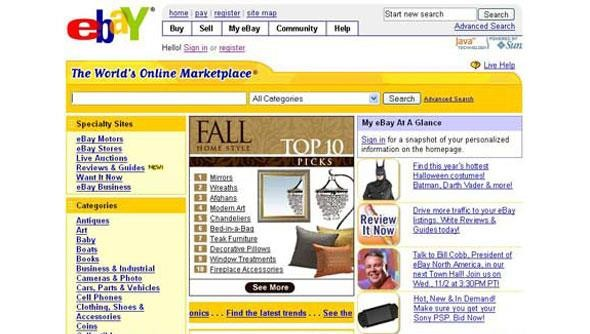 ebaY
home | pay | register | site map
Buy Sell My eBay Community Help
Hello! Sign in or register
Start new search Search
Advanced Search
Java TECHNOLOGY POWERED BY Sun
Live Help
The World's Online Marketplace®
All Categories Search Advanced Search
Specialty Sites
eBay Motors
eBay Stores
Live Auctions
Reviews & Guides NEW!
Want It Now
eBay Business
Categories
Antiques
Art
Baby
Boats
Books
Business & Industrial
Cameras & Photo
Cars, Parts & Vehicles
Cell Phones
Clothing, Shoes &
Accessories
Coins
FALL
HOME STYLE
TOP 10
PICKS
1 Mirrors
2 Wreaths
3 Afghans
4 Modern Art
5 Chandeliers
6 Bed-in-a-Bag
7 Teak Furniture
8 Decorative Pillows
9 Window Treatments
10 Fireplace Accessories
See More
onics ... Find the latest trends ... See the
My eBay At A Glance
Sign in for a snapshot of your personalized
information on the homepage.
Find this year's hottest
Halloween costumes!
Batman, Darth Vader & more!
Review
It Now
Drive more traffic to your eBay
listings. Write Reviews &
Guides today!
Talk to Bill Cobb, President of
eBay North America, in our
next Town Hall! Join us on
Wed., 11/2 at 3:30PM PT!
Hot, New & In Demand!
Make sure you get your
Sony PSP. Bid Now!